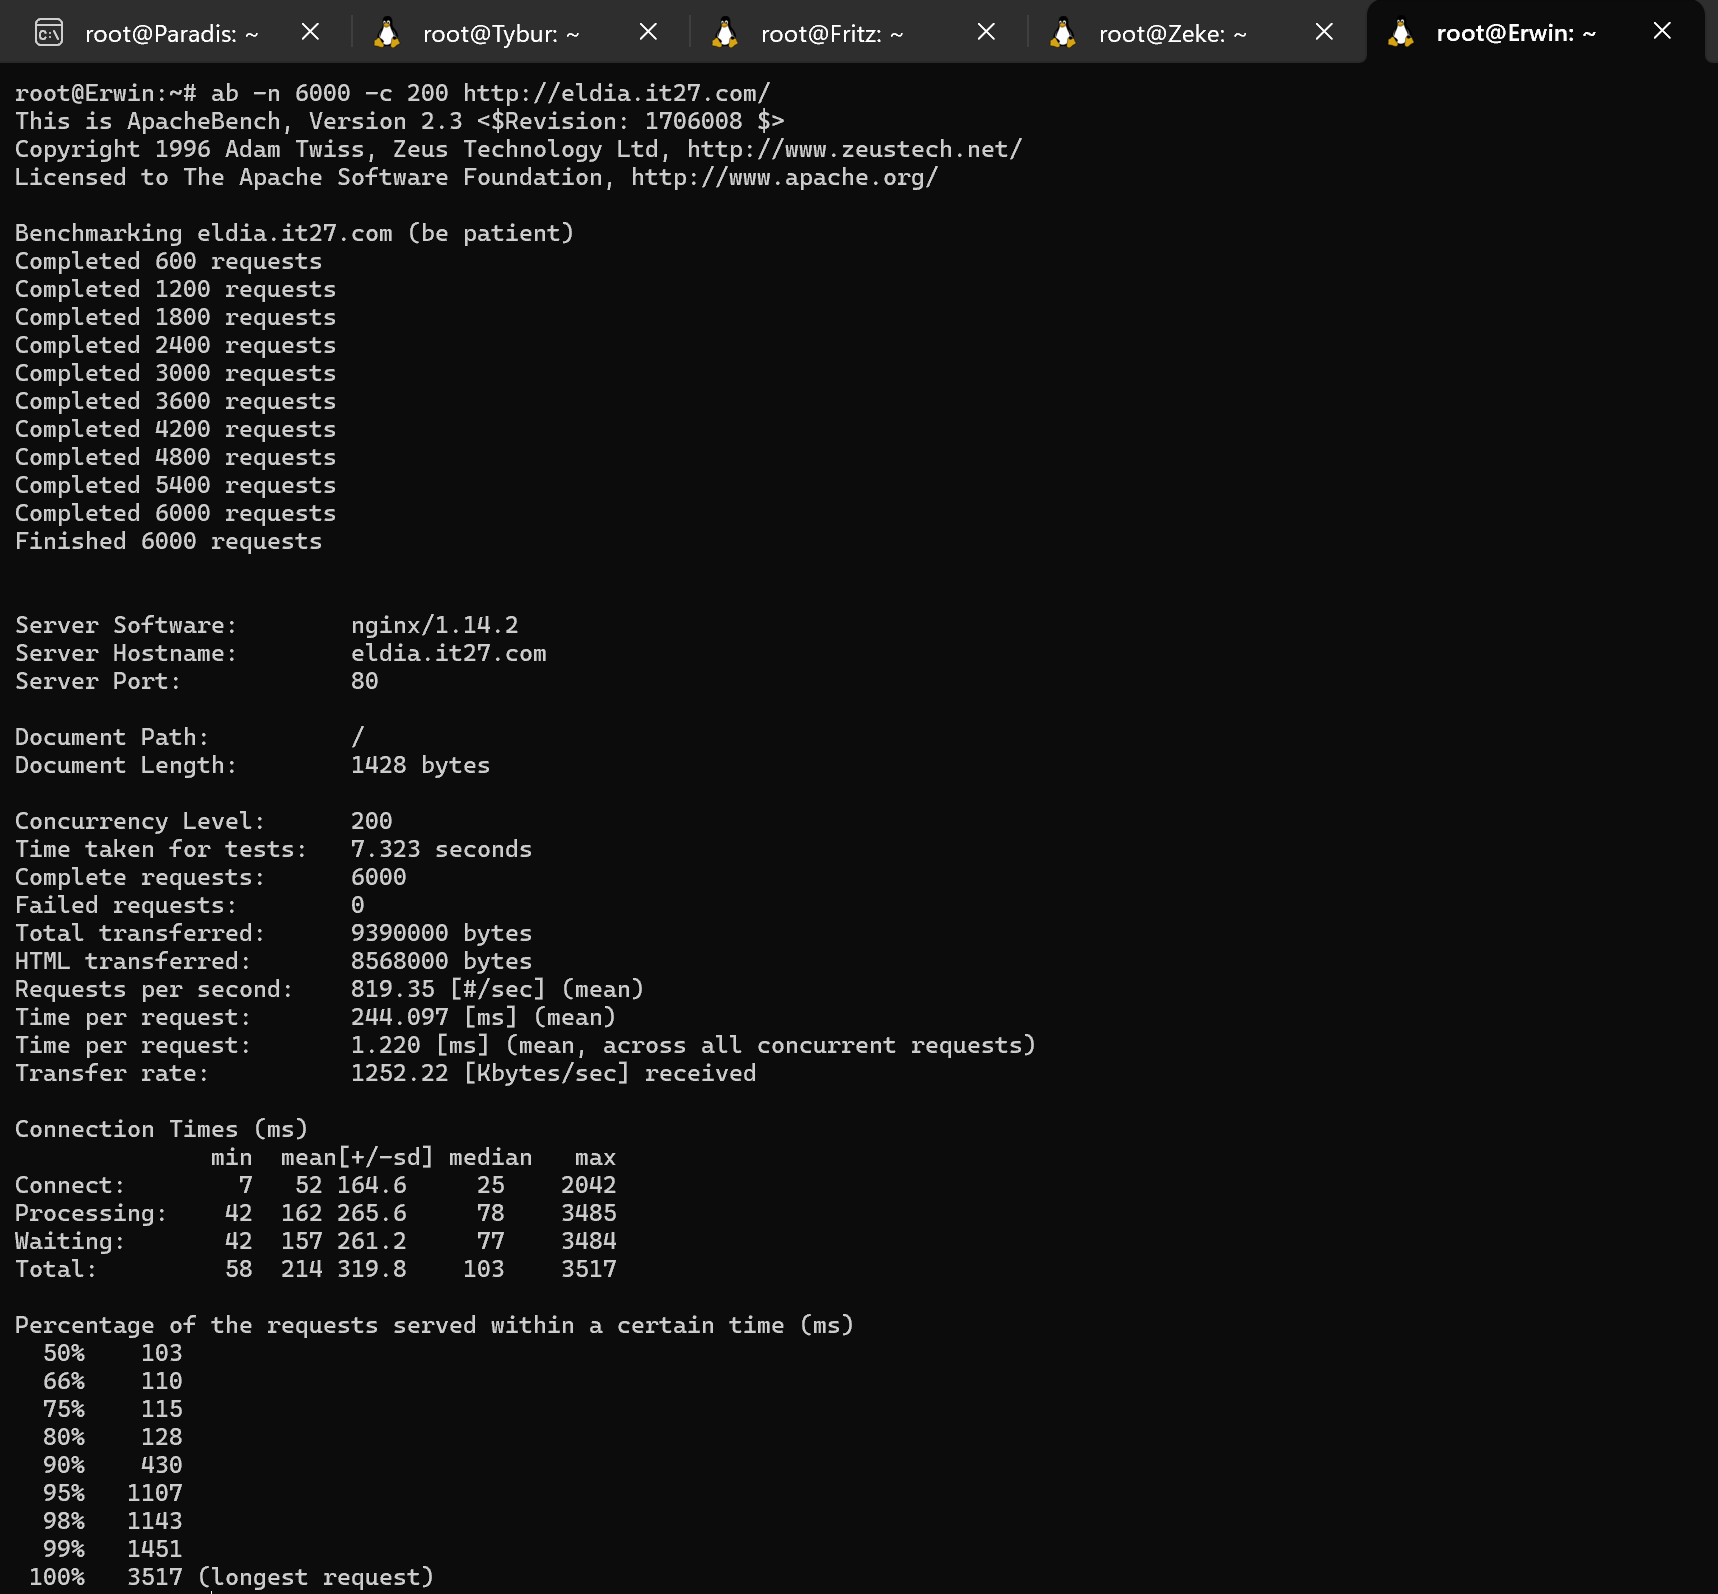 root@Paradis: ~
root@Tybur: ~
root@Fritz: ~
root@Zeke: ~
root@Erwin: ~
root@Erwin:~# ab -n 6000 -c 200 http://eldia.it27.com/
This is ApacheBench, Version 2.3 <$Revision: 1706008 $>
Copyright 1996 Adam Twiss, Zeus Technology Ltd, http://www.zeustech.net/
Licensed to The Apache Software Foundation, http://www.apache.org/
Benchmarking eldia.it27.com (be patient)
Completed 600 requests
Completed 1200 requests
Completed 1800 requests
Completed 2400 requests
Completed 3000 requests
Completed 3600 requests
Completed 4200 requests
Completed 4800 requests
Completed 5400 requests
Completed 6000 requests
Finished 6000 requests
Server Software: nginx/1.14.2
Server Hostname: eldia.it27.com
Server Port: 80
Document Path: /
Document Length: 1428 bytes
Concurrency Level: 200
Time taken for tests: 7.323 seconds
Complete requests: 6000
Failed requests: 0
Total transferred: 9390000 bytes
HTML transferred: 8568000 bytes
Requests per second: 819.35 [#/sec] (mean)
Time per request: 244.097 [ms] (mean)
Time per request: 1.220 [ms] (mean, across all concurrent requests)
Transfer rate: 1252.22 [Kbytes/sec] received
Connection Times (ms)
min mean[+/-sd] median max
Connect: 7 52 164.6 25 2042
Processing: 42 162 265.6 78 3485
Waiting: 42 157 261.2 77 3484
Total: 58 214 319.8 103 3517
Percentage of the requests served within a certain time (ms)
50% 103
66% 110
75% 115
80% 128
90% 430
95% 1107
98% 1143
99% 1451
100% 3517 (longest request)